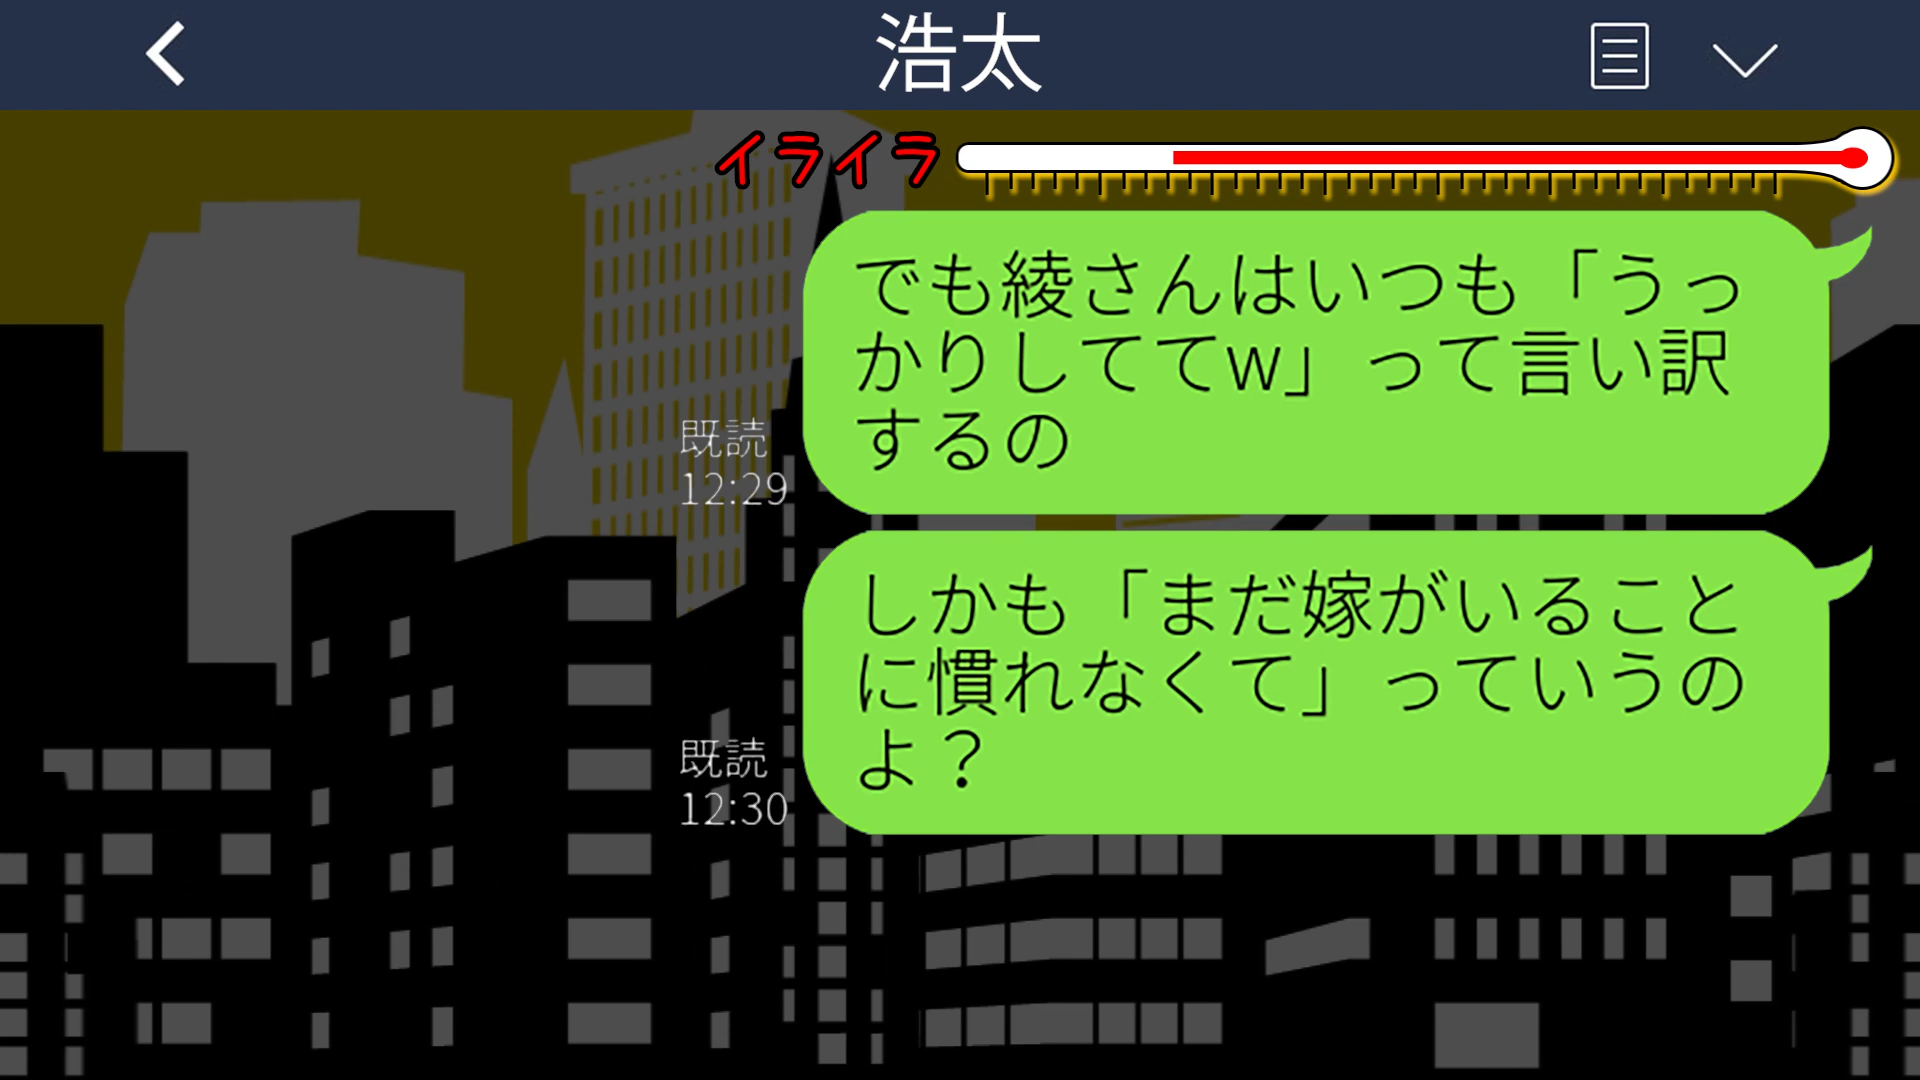 浩太
イライラ
でも綾さんはいつも「うっ
かりしててw」って言い訳
するの
既読
12:29
しかも「まだ嫁がいること
に慣れなくて」っていうの
よ？
既読
12:30